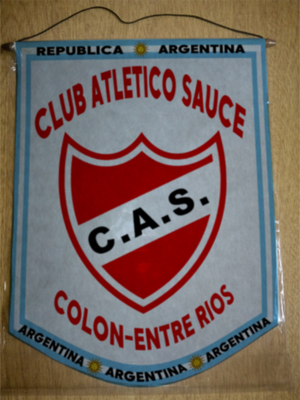 REPUBLICA ARGENTINA
CLUB ATLETICO SAUCE
C.A.S.
COLON-ENTRE RIOS
ARGENTINA ARGENTINA ARGENTINA